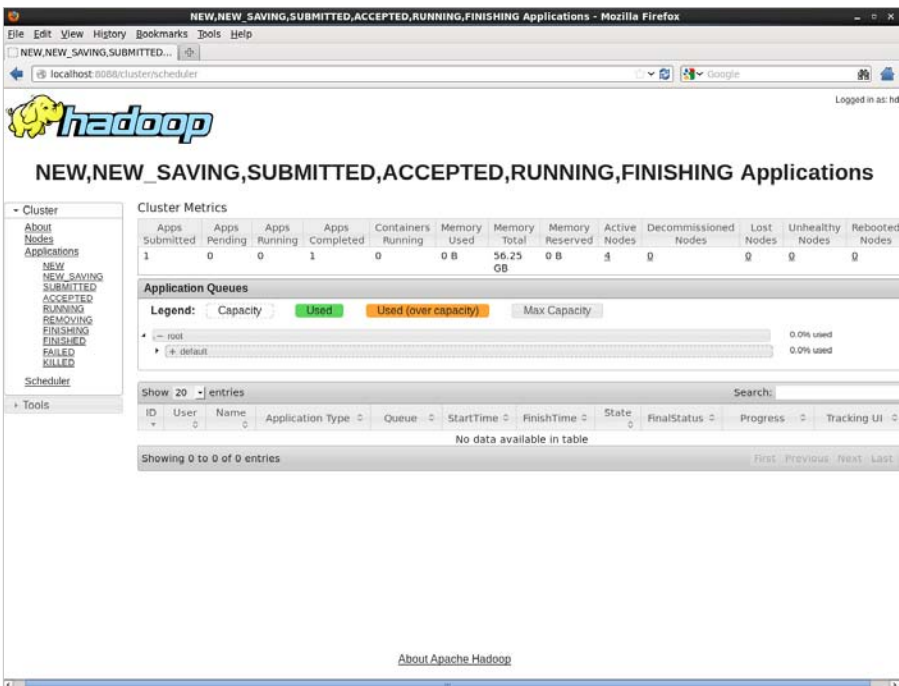 NEW,NEW_SAVING,SUBMITTED,ACCEPTED,RUNNING,FINISHING Applications - Mozilla Firefox
File Edit View History Bookmarks Tools Help
NEW,NEW_SAVING,SUBMITTED...
localhost:8088/cluster/scheduler
Google
Logged in as: hd
hadoop
NEW,NEW_SAVING,SUBMITTED,ACCEPTED,RUNNING,FINISHING Applications
Cluster
About
Nodes
Applications
NEW
NEW_SAVING
SUBMITTED
ACCEPTED
RUNNING
REMOVING
FINISHING
FINISHED
FAILED
KILLED
Scheduler
Tools
Cluster Metrics
Apps Submitted Apps Pending Apps Running Apps Completed Containers Running Memory Used Memory Total Memory Reserved Active Nodes Decommissioned Nodes Lost Nodes Unhealthy Nodes Rebooted Nodes
1 0 0 1 0 0 B 56.25 GB 0 B 4 0 0 0 0
Application Queues
Legend: Capacity Used Used (over capacity) Max Capacity
root 0.0% used
default 0.0% used
Show 20 entries Search:
ID User Name Application Type Queue StartTime FinishTime State FinalStatus Progress Tracking UI
No data available in table
Showing 0 to 0 of 0 entries First Previous Next Last
About Apache Hadoop